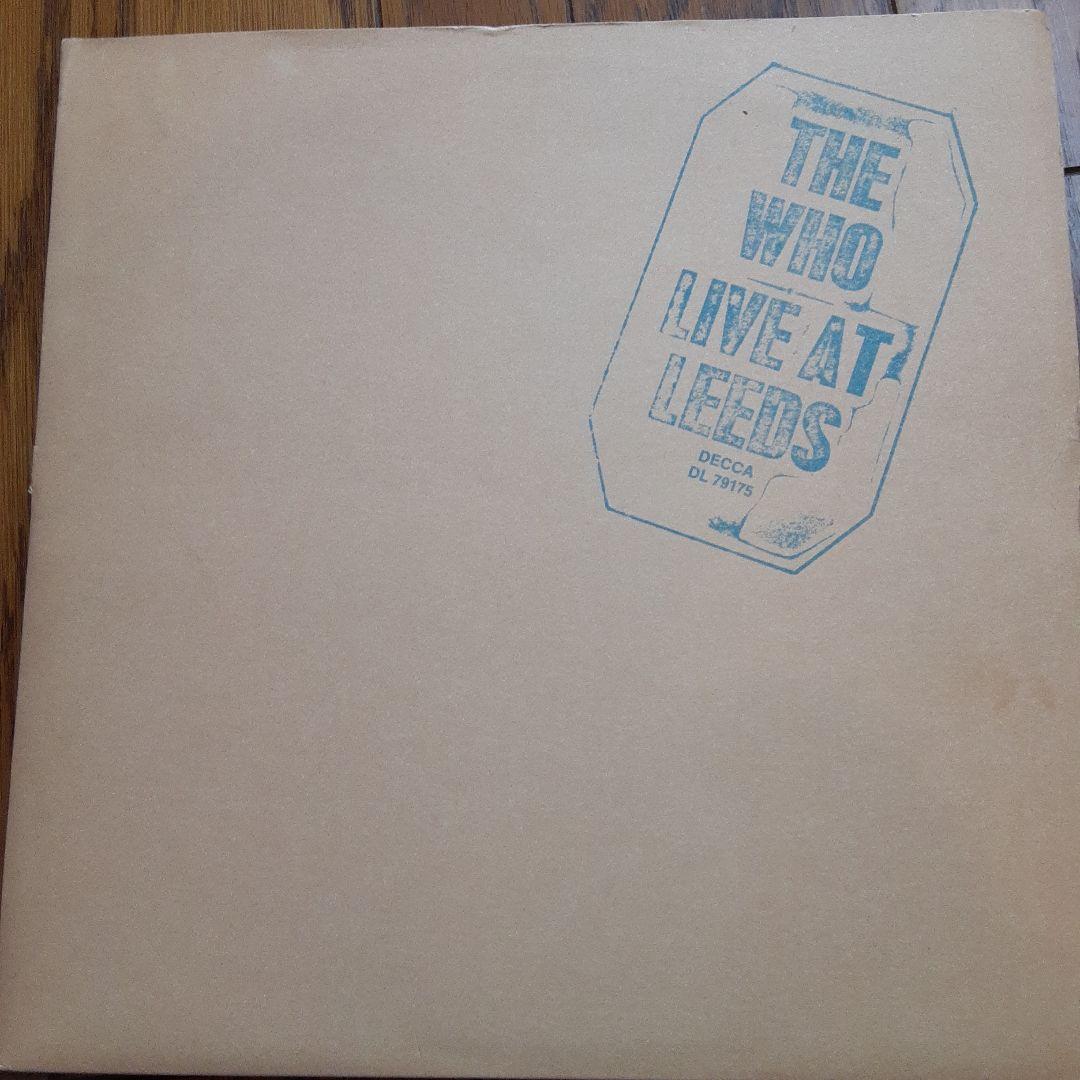 THE
WHO
LIVE AT
LEEDS
DECCA
DL 79175